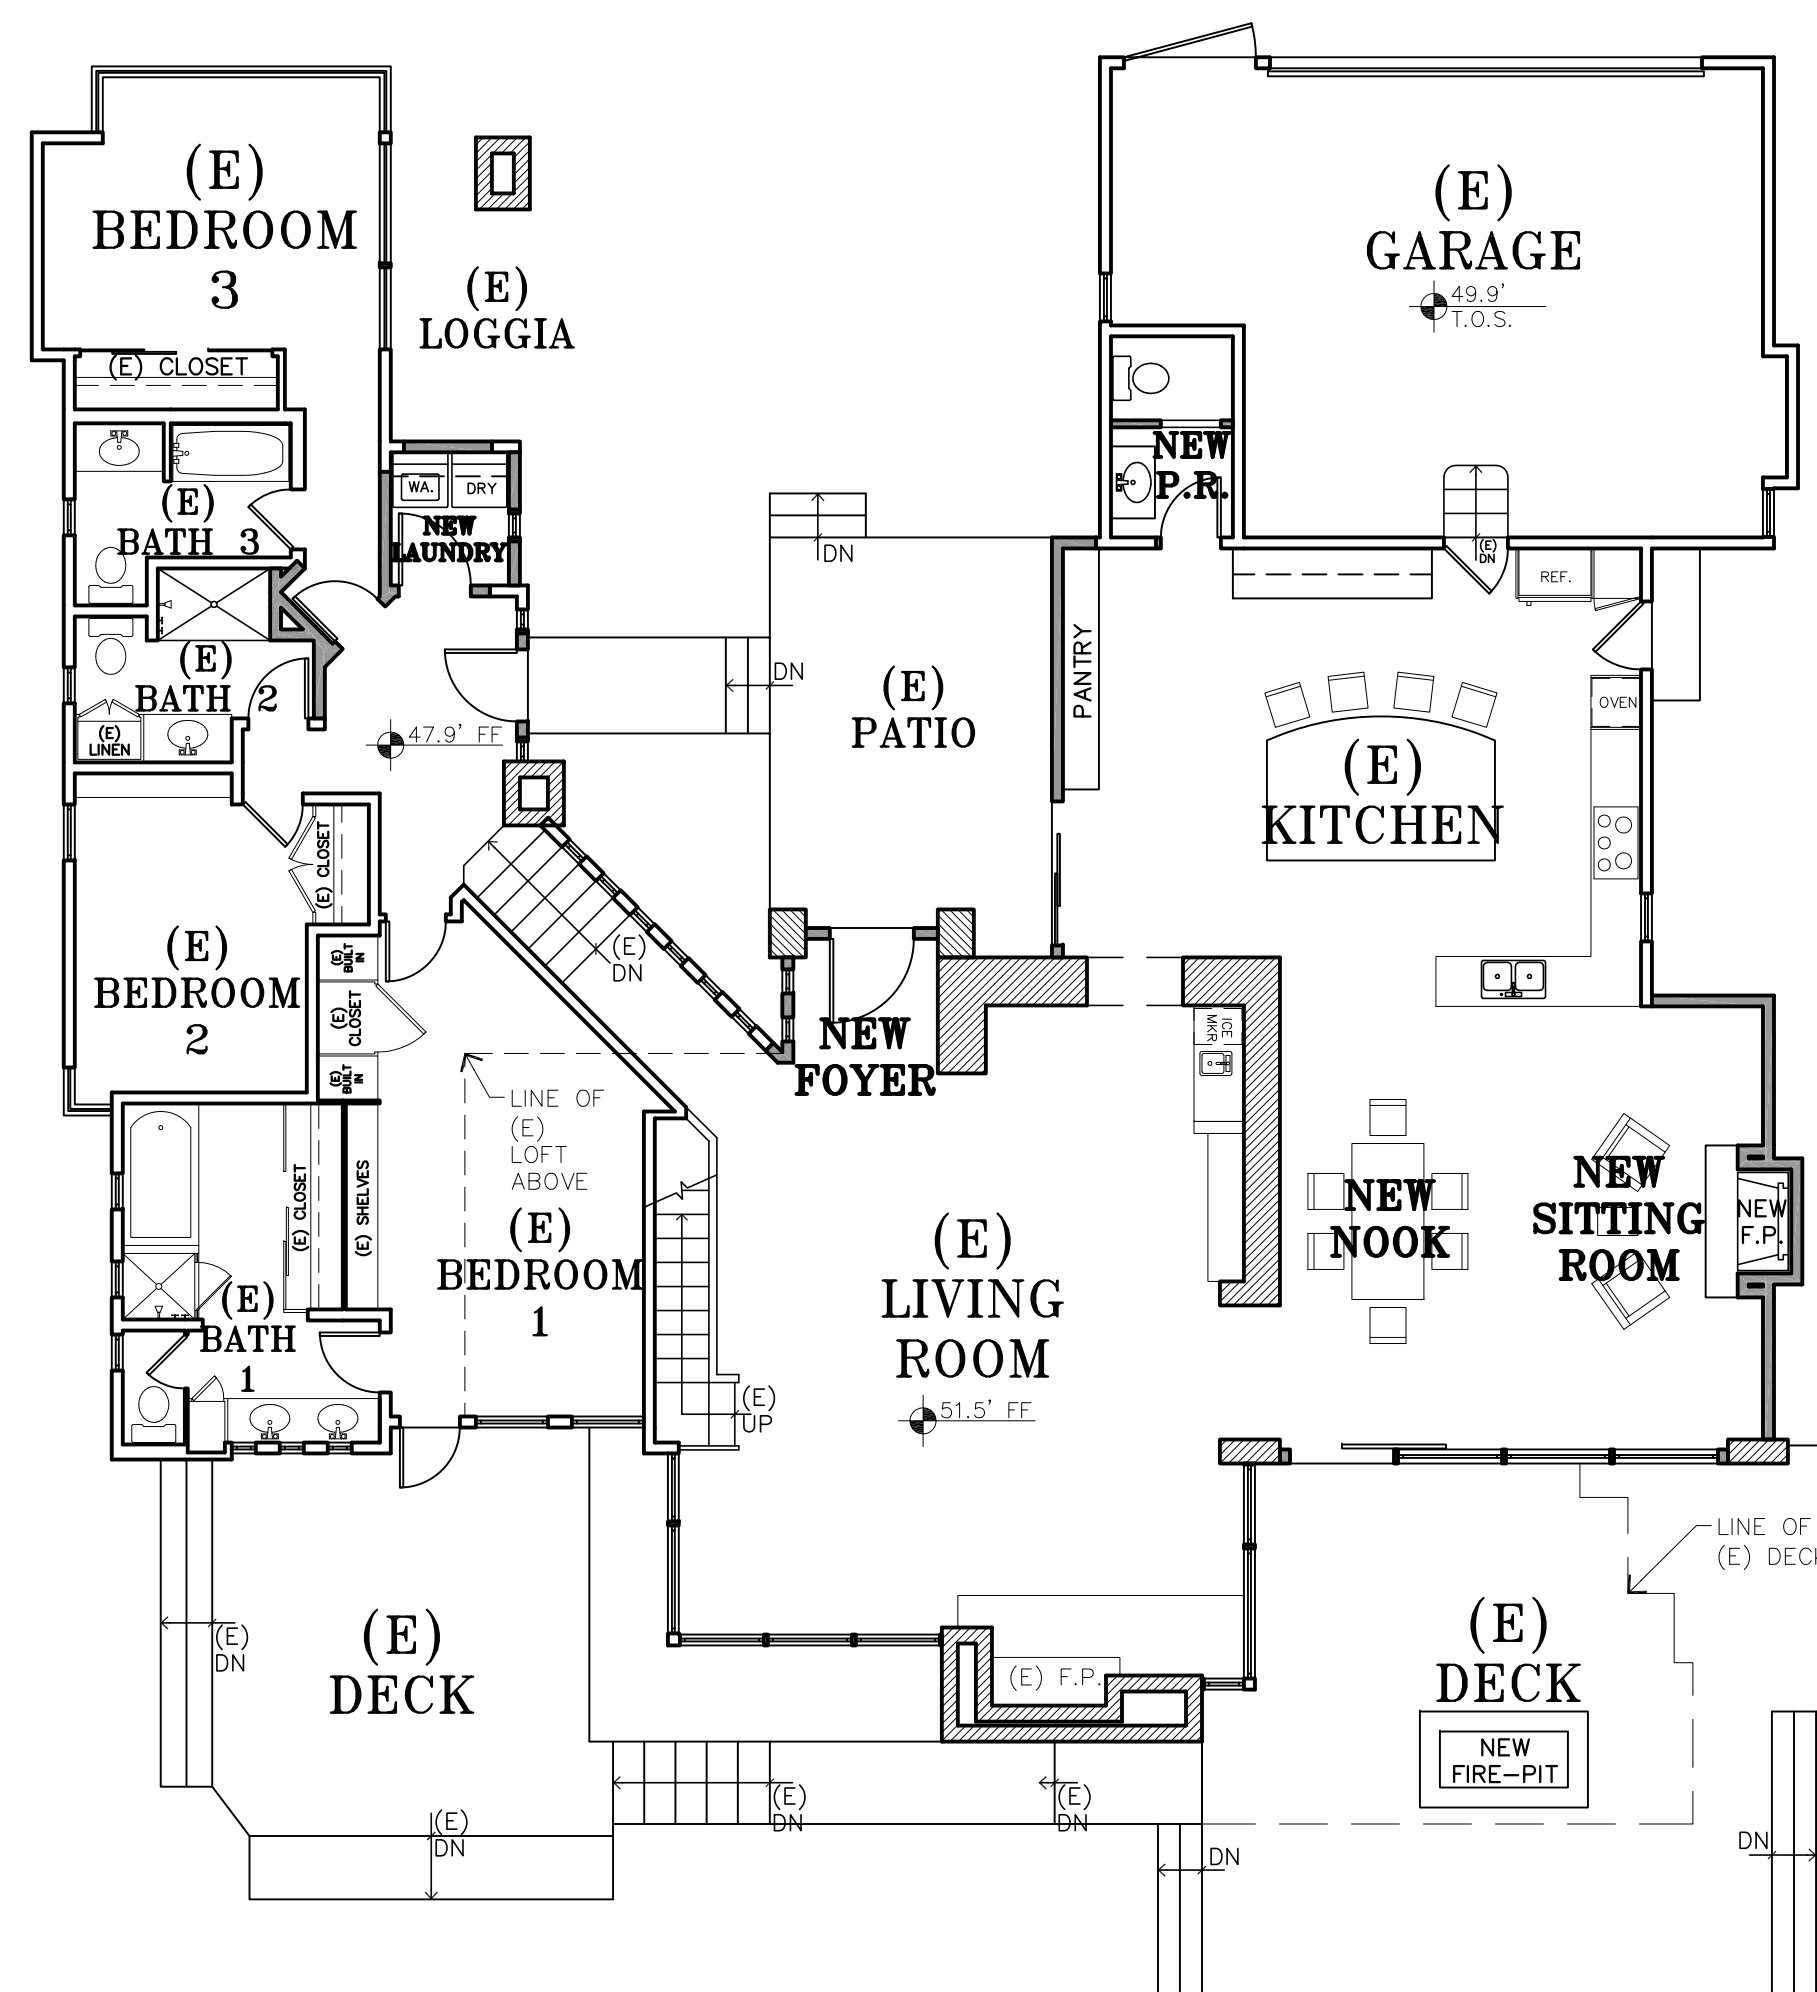 (E)
BEDROOM
3
(E)
LOGGIA
(E)
GARAGE
49.9'
T.O.S.
(E) CLOSET
(E)
BATH 3
WA.
DRY
NEW
LAUNDRY
NEW
P.R.
DN
(E)
DN
REF.
(E)
BATH 2
(E)
LINEN
47.9' FF
DN
(E)
PATIO
PANTRY
OVEN
(E)
KITCHEN
(E) CLOSET
(E)
BEDROOM
2
(E)
BUILT
IN
(E)
CLOSET
(E)
BUILT
IN
(E)
DN
NEW
FOYER
ICE
MKR
LINE OF
(E)
LOFT
ABOVE
(E) CLOSET
(E) SHELVES
(E)
BEDROOM
1
(E)
LIVING
ROOM
51.5' FF
NEW
NOOK
NEW
SITTING
ROOM
NEW
F.P.
(E)
BATH
1
(E)
UP
LINE OF
(E) DECK
(E)
DN
(E)
DECK
(E) F.P.
(E)
DECK
NEW
FIRE-PIT
(E)
DN
(E)
DN
(E)
DN
DN
DN